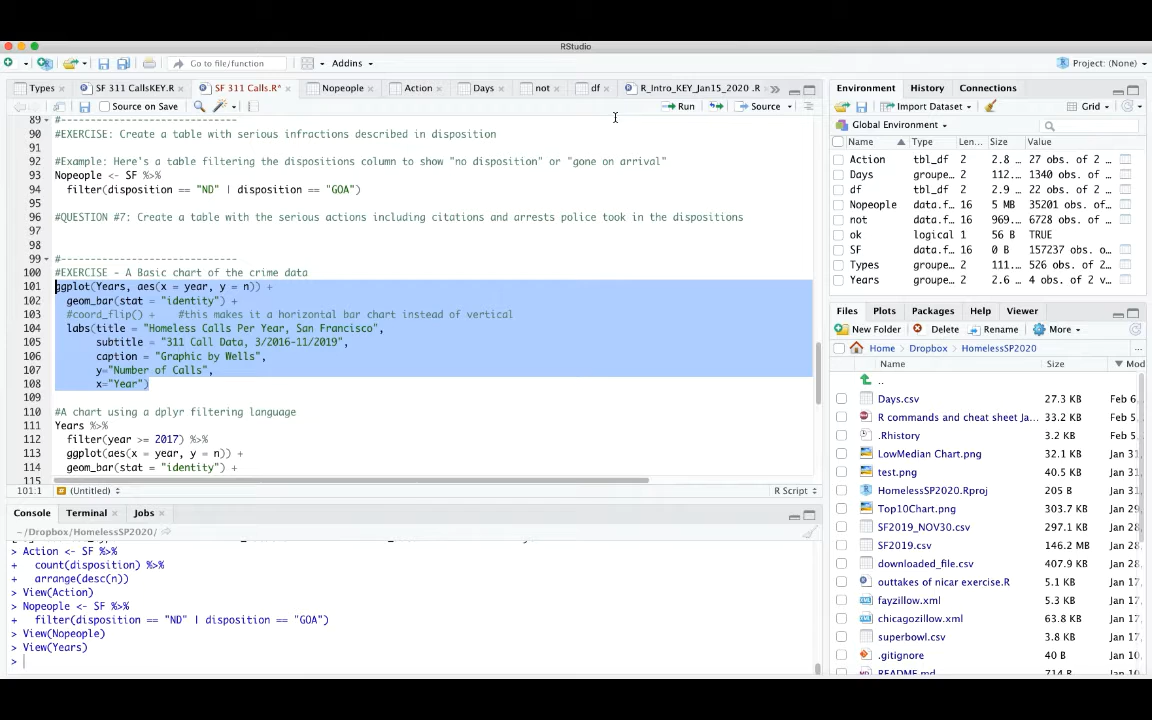 RStudio
Go to file/function
Addins
Project: (None)
Types
SF 311 CallsKEY.R
SF 311 Calls.R*
Nopeople
Action
Days
not
df
R_Intro_KEY_Jan15_2020 .R
Source on Save
Run
Source
89 #-----------------------------
90 #EXERCISE: Create a table with serious infractions described in disposition
91
92 #Example: Here's a table filtering the dispositions column to show "no disposition" or "gone on arrival"
93 Nopeople <- SF %>%
94 filter(disposition == "ND" | disposition == "GOA")
95
96 #QUESTION #7: Create a table with the serious actions including citations and arrests police took in the dispositions
97
98
99 #-----------------------------
100 #EXERCISE - A Basic chart of the crime data
101 ggplot(Years, aes(x = year, y = n)) +
102 geom_bar(stat = "identity") +
103 #coord_flip() + #this makes it a horizontal bar chart instead of vertical
104 labs(title = "Homeless Calls Per Year, San Francisco",
105 subtitle = "311 Call Data, 3/2016-11/2019",
106 caption = "Graphic by Wells",
107 y="Number of Calls",
108 x="Year")
109
110 #A chart using a dplyr filtering language
111 Years %>%
112 filter(year >= 2017) %>%
113 ggplot(aes(x = year, y = n)) +
114 geom_bar(stat = "identity") +
115
101:1 (Untitled) R Script
Console Terminal Jobs
~/Dropbox/HomelessSP2020/
> Action <- SF %>%
+ count(disposition) %>%
+ arrange(desc(n))
> View(Action)
> Nopeople <- SF %>%
+ filter(disposition == "ND" | disposition == "GOA")
> View(Nopeople)
> View(Years)
>
Environment History Connections
Import Dataset
Grid
Global Environment
Name Type Len... Size Value
Action tbl_df 2 2.8 … 27 obs. of 2 …
Days groupe… 2 112… 1340 obs. of …
df tbl_df 2 2.9 … 22 obs. of 2 …
Nopeople data.f… 16 5 MB 35201 obs. o…
not data.f… 16 969… 6728 obs. of …
ok logical 1 56 B TRUE
SF data.f… 16 0 B 157237 obs. o…
Types groupe… 2 111… 526 obs. of 2…
Years groupe… 2 4.6 … 4 obs. of 2 v…
Files Plots Packages Help Viewer
New Folder Delete Rename More
Home Dropbox HomelessSP2020 ...
Name Size Mod
..
Days.csv 27.3 KB Feb 6
R commands and cheat sheet Ja... 33.2 KB Feb 5
.Rhistory 3.2 KB Feb 5
LowMedian Chart.png 32.1 KB Jan 31
test.png 40.5 KB Jan 31
HomelessSP2020.Rproj 205 B Jan 31
Top10Chart.png 303.7 KB Jan 31
SF2019_NOV30.csv 297.1 KB Jan 28
SF2019.csv 146.2 MB Jan 28
downloaded_file.csv 407.9 KB Jan 28
outtakes of nicar exercise.R 5.1 KB Jan 17
fayzillow.xml 5.3 KB Jan 17
chicagozillow.xml 63.8 KB Jan 17
superbowl.csv 3.8 KB Jan 17
.gitignore 40 B Jan 10
README.md